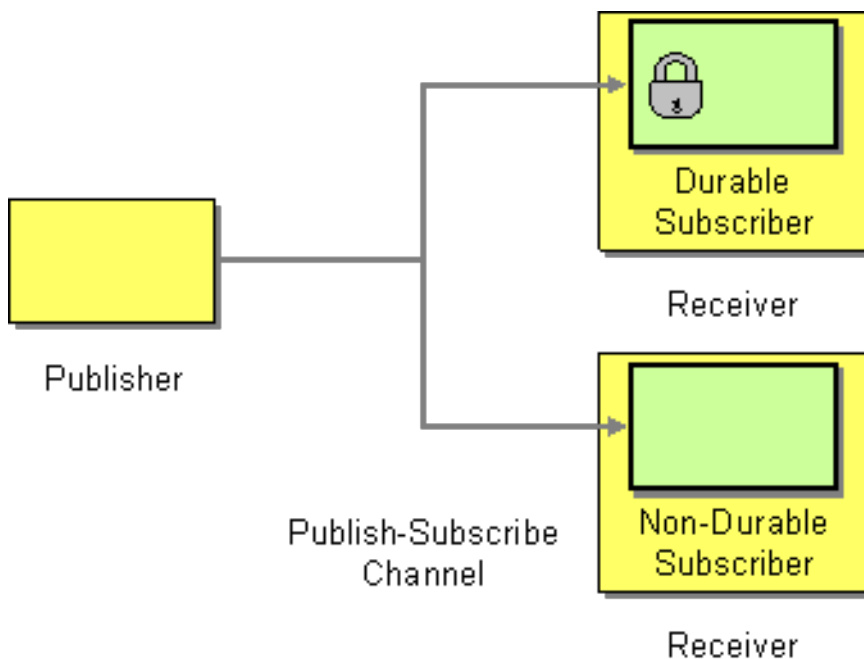 Durable
Subscriber
Receiver
Publisher
Publish-Subscribe
Channel
Non-Durable
Subscriber
Receiver